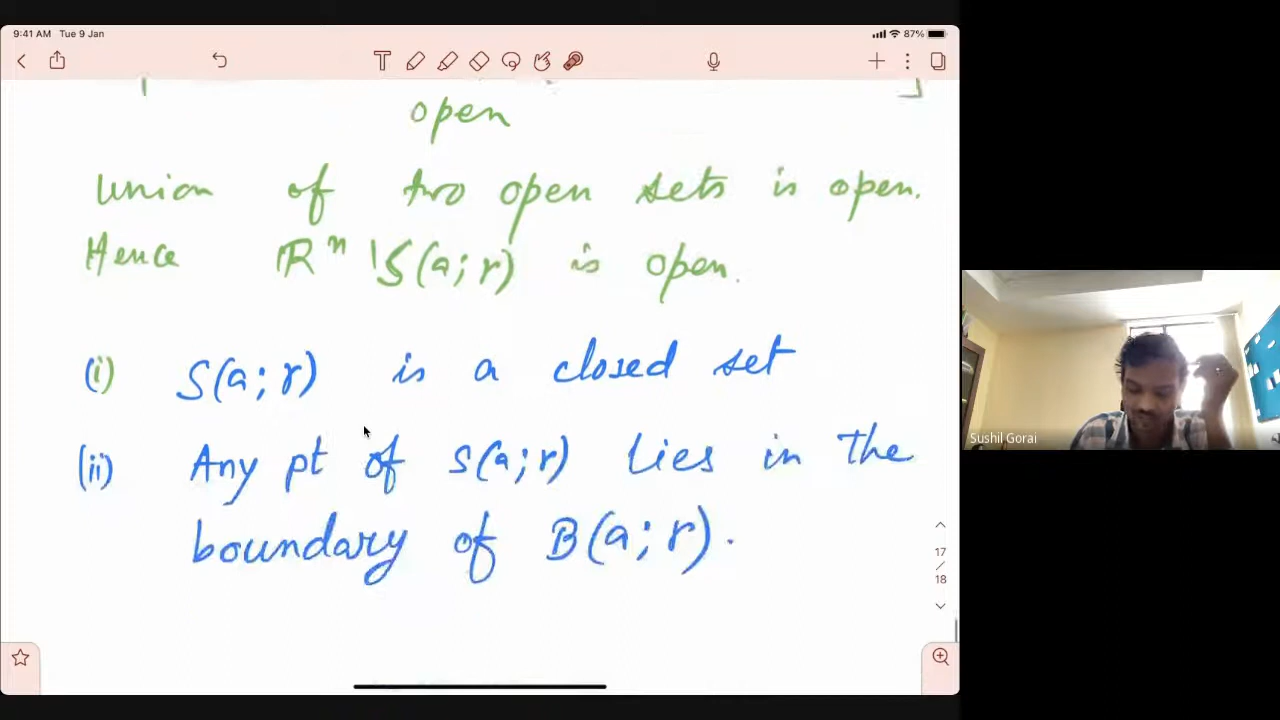 9:41 AM Tue 9 Jan
87%
open
Union of two open sets is open.
Hence ℝⁿ \ S(a; r) is open.
(i) S(a; r) is a closed set
(ii) Any pt of S(a; r) lies in the
boundary of B(a; r).
17
/
18
Sushil Gorai